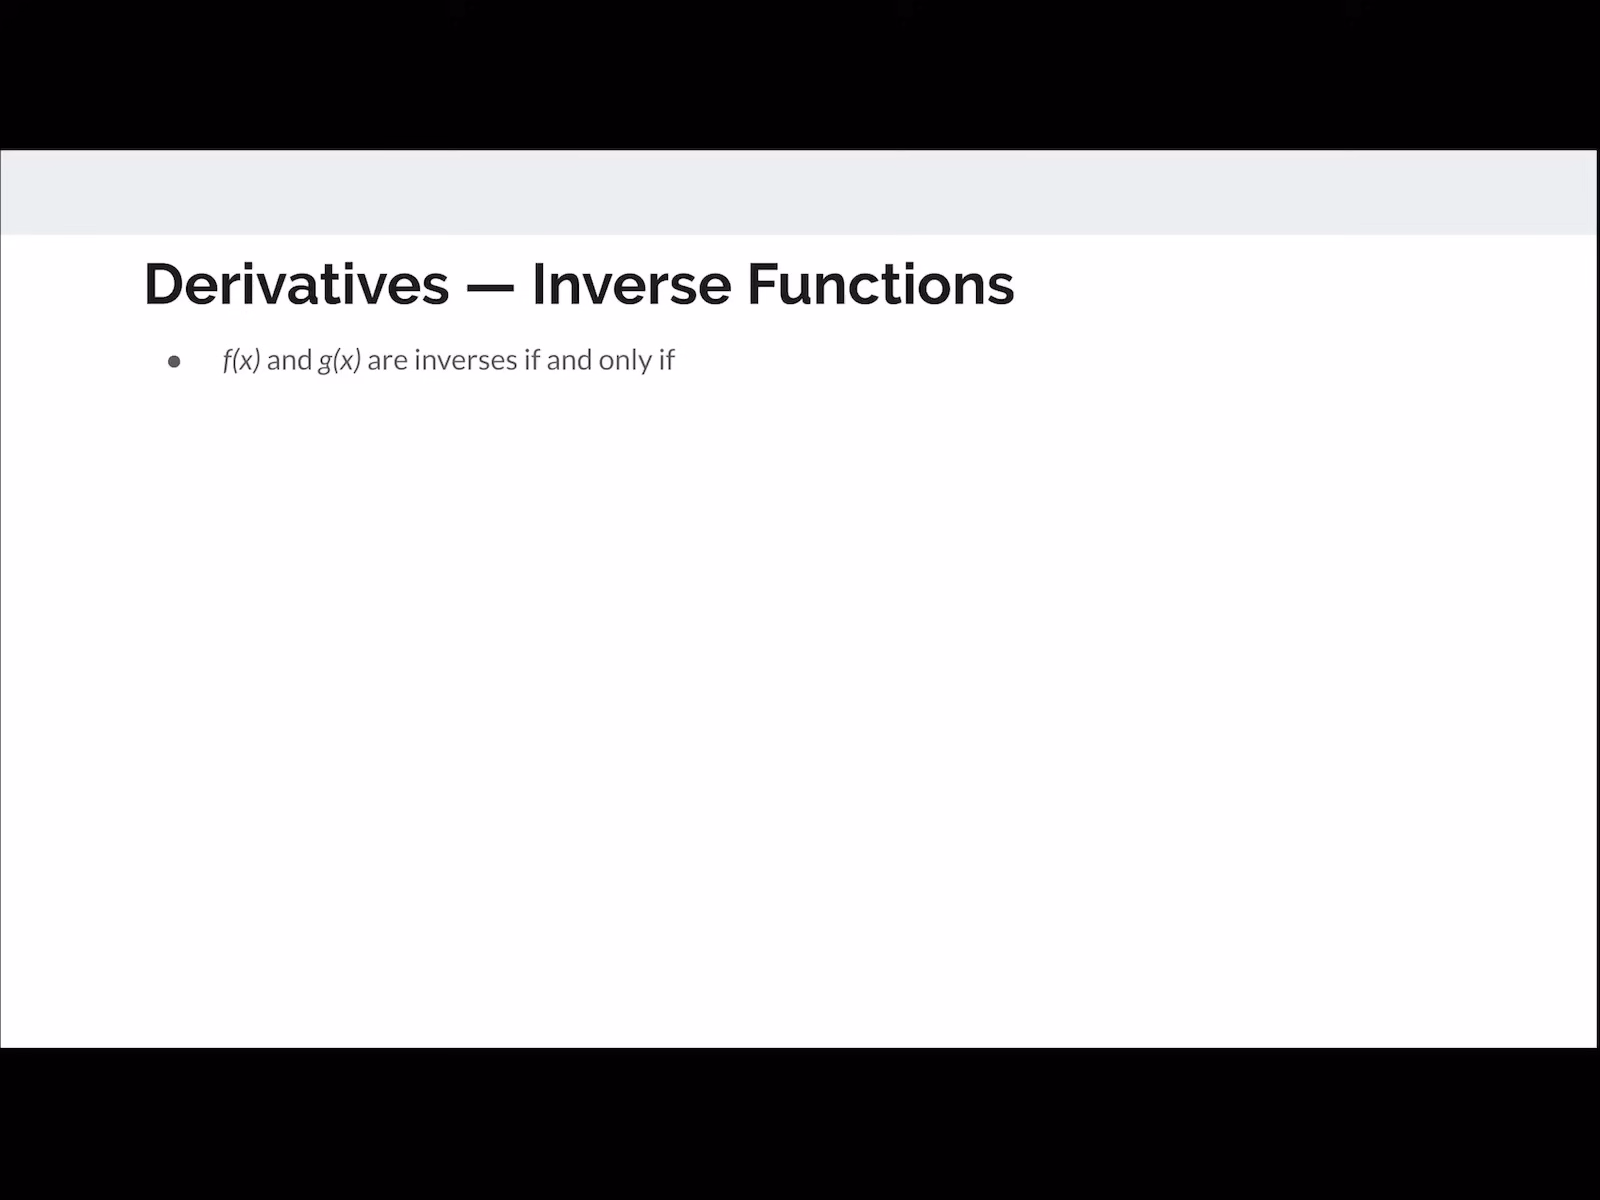 Derivatives — Inverse Functions
● f(x) and g(x) are inverses if and only if